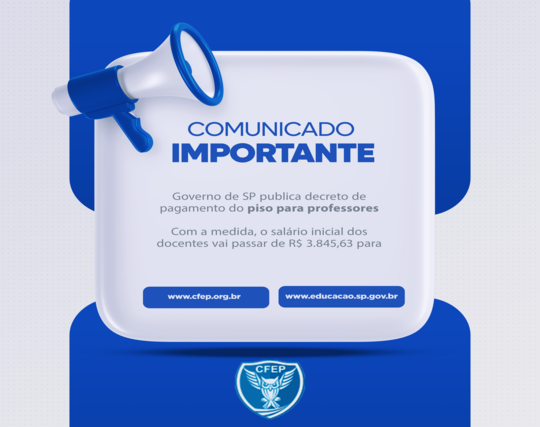 COMUNICADO
IMPORTANTE
Governo de SP publica decreto de
pagamento do piso para professores
Com a medida, o salário inicial dos
docentes vai passar de R$ 3.845,63 para
www.cfep.org.br
www.educacao.sp.gov.br
CFEP